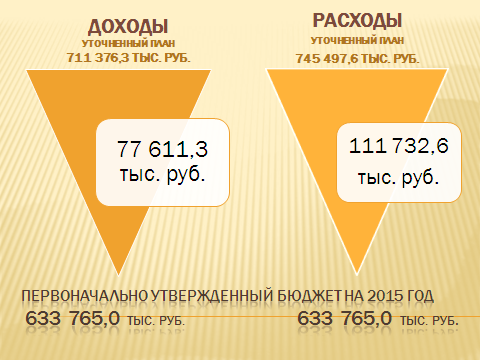 ДОХОДЫ
УТОЧНЕННЫЙ ПЛАН
711 376,3 ТЫС. РУБ.
77 611,3
тыс. руб.
РАСХОДЫ
УТОЧНЕННЫЙ ПЛАН
745 497,6 ТЫС. РУБ.
111 732,6
тыс. руб.
ПЕРВОНАЧАЛЬНО УТВЕРЖДЕННЫЙ БЮДЖЕТ НА 2015 ГОД
633 765,0 ТЫС. РУБ. 633 765,0 ТЫС. РУБ.